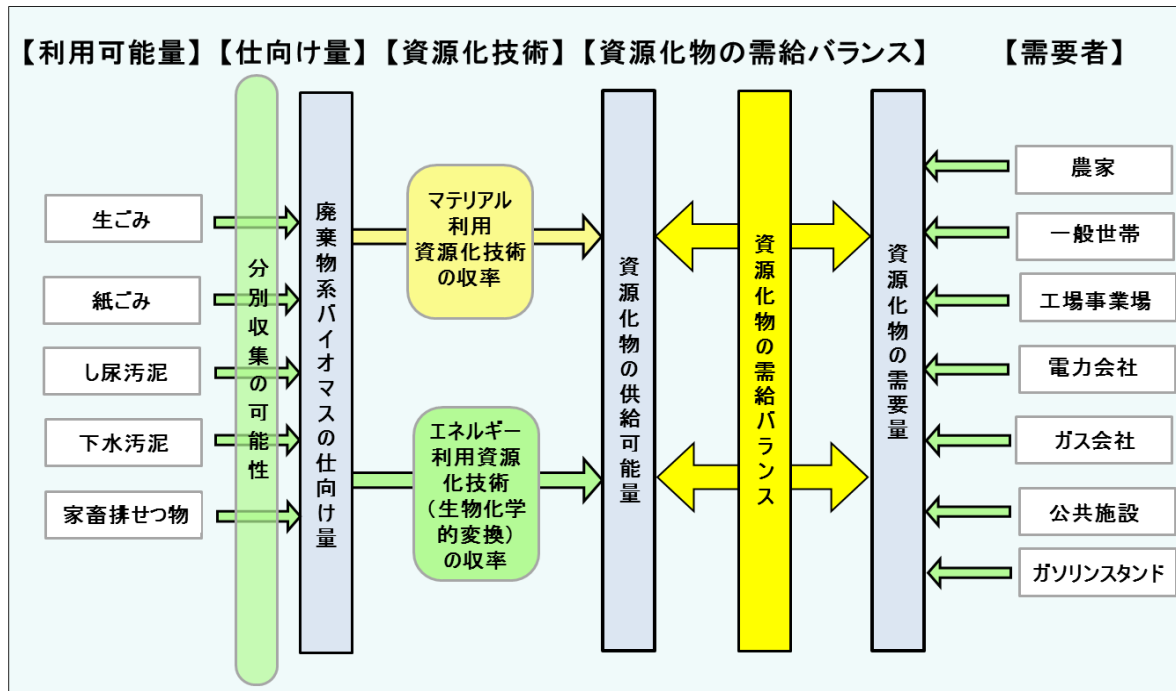 【利用可能量】【仕向け量】【資源化技術】【資源化物の需給バランス】 【需要者】
生ごみ
紙ごみ
し尿汚泥
下水汚泥
家畜排せつ物
分別収集の可能性
廃棄物系バイオマスの仕向け量
マテリアル
利用
資源化技術
の収率
エネルギー
利用資源
化技術
(生物化学
的変換)
の収率
資源化物の供給可能量
資源化物の需給バランス
資源化物の需要量
農家
一般世帯
工場事業場
電力会社
ガス会社
公共施設
ガソリンスタンド